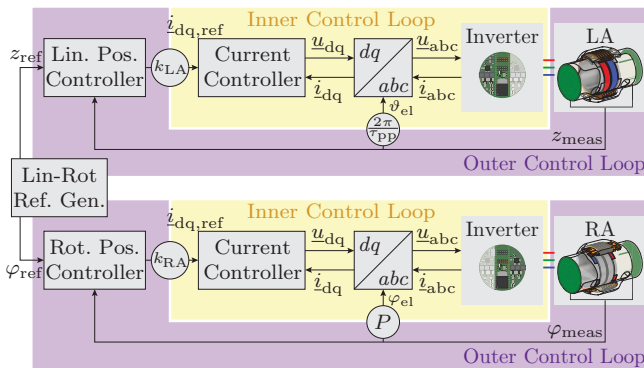 Inner Control Loop
i_dq,ref
z_ref
Lin. Pos.
Controller
k_LA
Current
Controller
u_dq
i_dq
dq
abc
u_abc
i_abc
Inverter
LA
ϑ_el
2π
τ_pp
z_meas
Outer Control Loop
Lin-Rot
Ref. Gen.
Inner Control Loop
i_dq,ref
φ_ref
Rot. Pos.
Controller
k_RA
Current
Controller
u_dq
i_dq
dq
abc
u_abc
i_abc
Inverter
RA
φ_el
P
φ_meas
Outer Control Loop